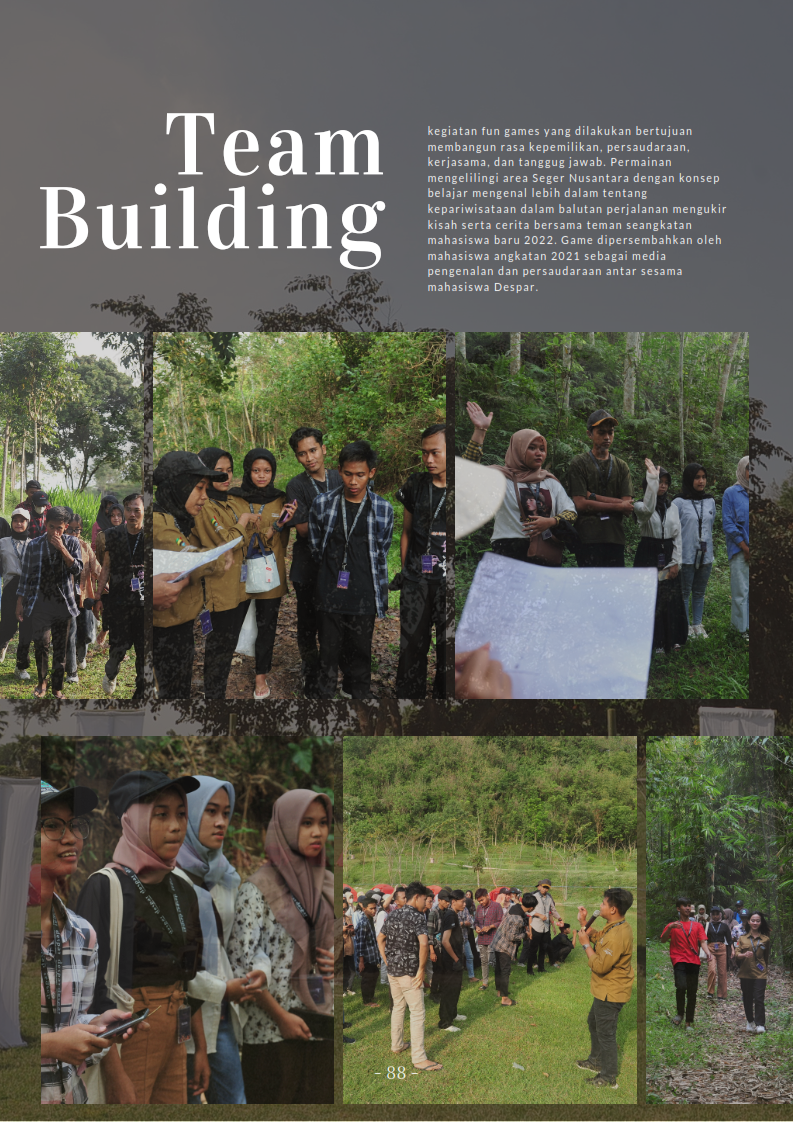 Team
Building
kegiatan fun games yang dilakukan bertujuan
membangun rasa kepemilikan, persaudaraan,
kerjasama, dan tanggug jawab. Permainan
mengelilingi area Seger Nusantara dengan konsep
belajar mengenal lebih dalam tentang
kepariwisataan dalam balutan perjalanan mengukir
kisah serta cerita bersama teman seangkatan
mahasiswa baru 2022. Game dipersembahkan oleh
mahasiswa angkatan 2021 sebagai media
pengenalan dan persaudaraan antar sesama
mahasiswa Despar.
- 88 -